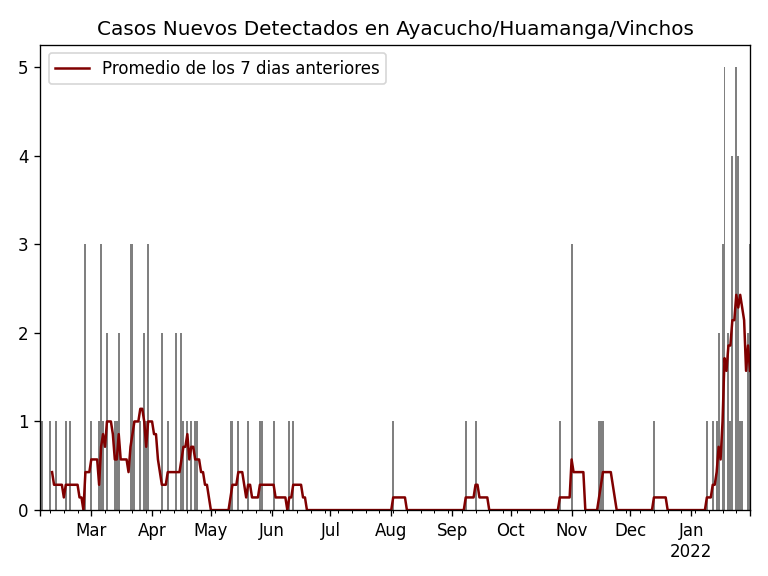 Casos Nuevos Detectados en Ayacucho/Huamanga/Vinchos
Promedio de los 7 dias anteriores
5
4
3
2
1
0
Mar Apr May Jun Jul Aug Sep Oct Nov Dec Jan
2022